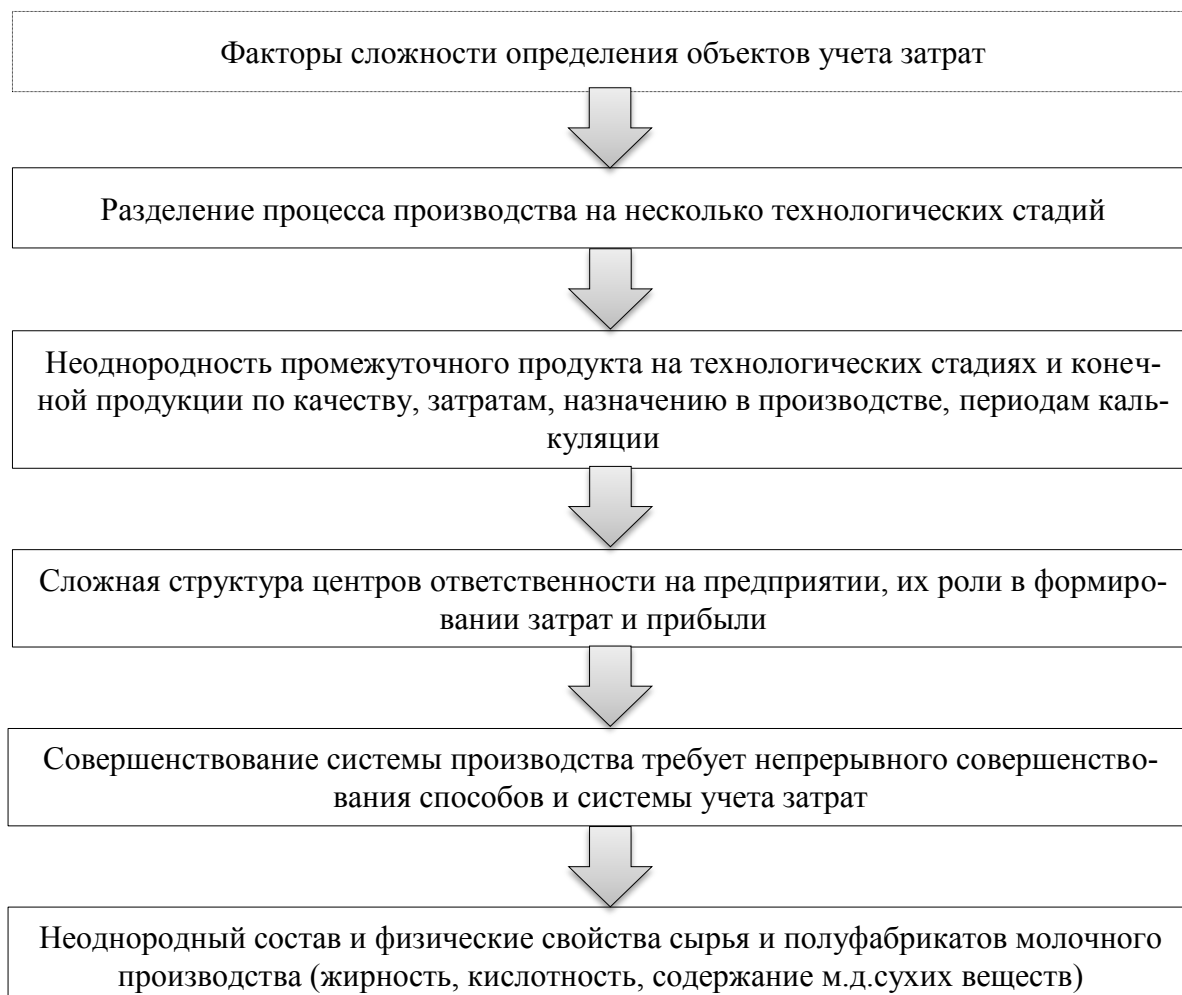 Факторы сложности определения объектов учета затрат
Разделение процесса производства на несколько технологических стадий
Неоднородность промежуточного продукта на технологических стадиях и конеч-
ной продукции по качеству, затратам, назначению в производстве, периодам каль-
куляции
Сложная структура центров ответственности на предприятии, их роли в формиро-
вании затрат и прибыли
Совершенствование системы производства требует непрерывного совершенство-
вания способов и системы учета затрат
Неоднородный состав и физические свойства сырья и полуфабрикатов молочного
производства (жирность, кислотность, содержание м.д.сухих веществ)